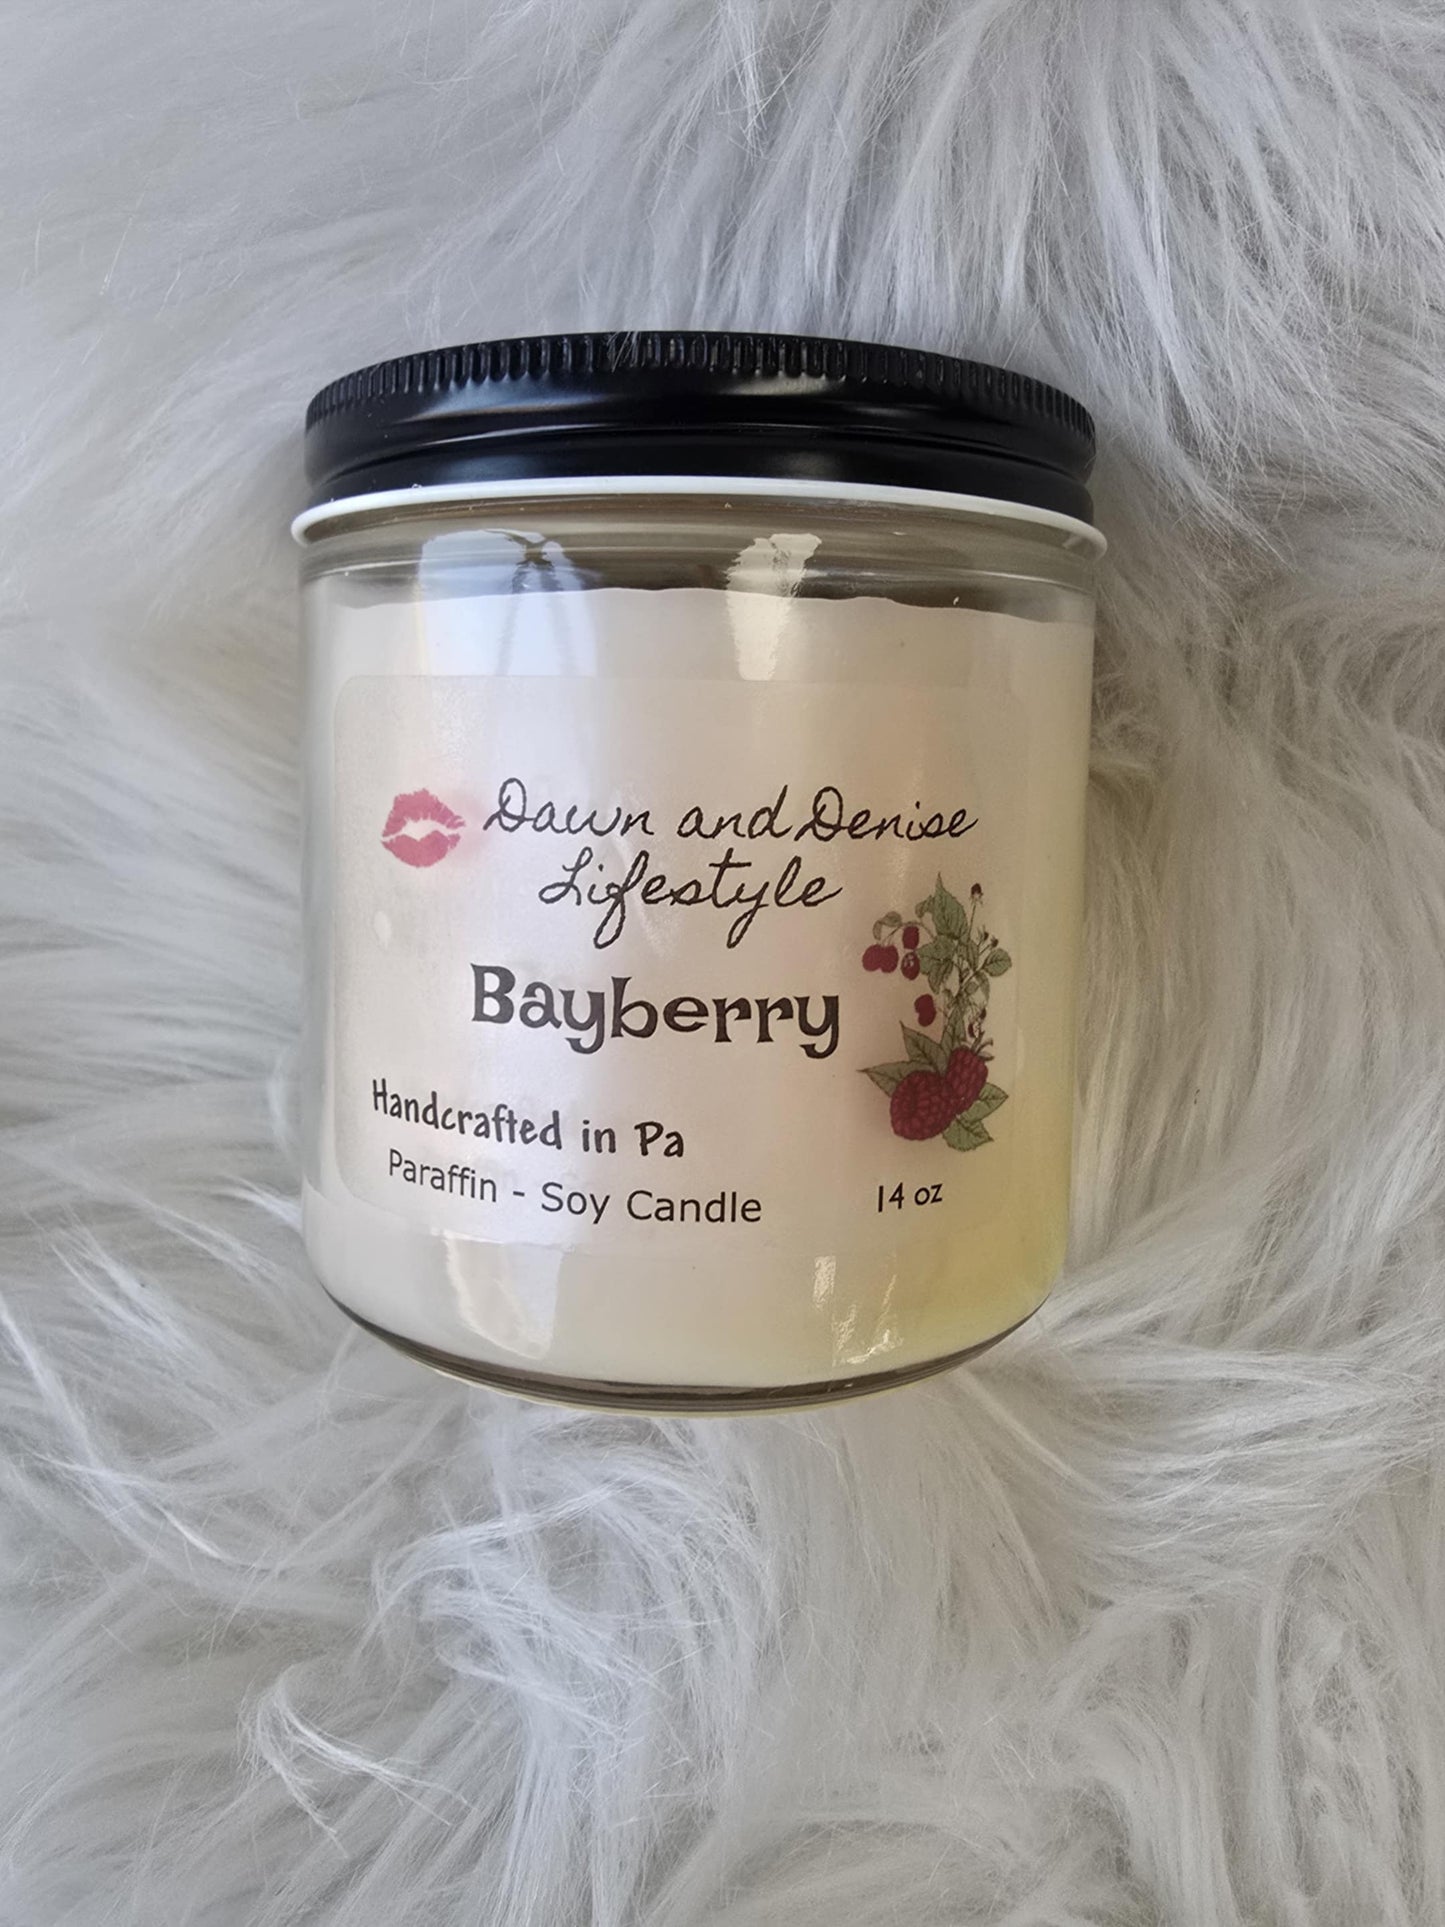 Dawn and Denise
Lifestyle
Bayberry
Handcrafted in Pa
Paraffin - Soy Candle
14 oz